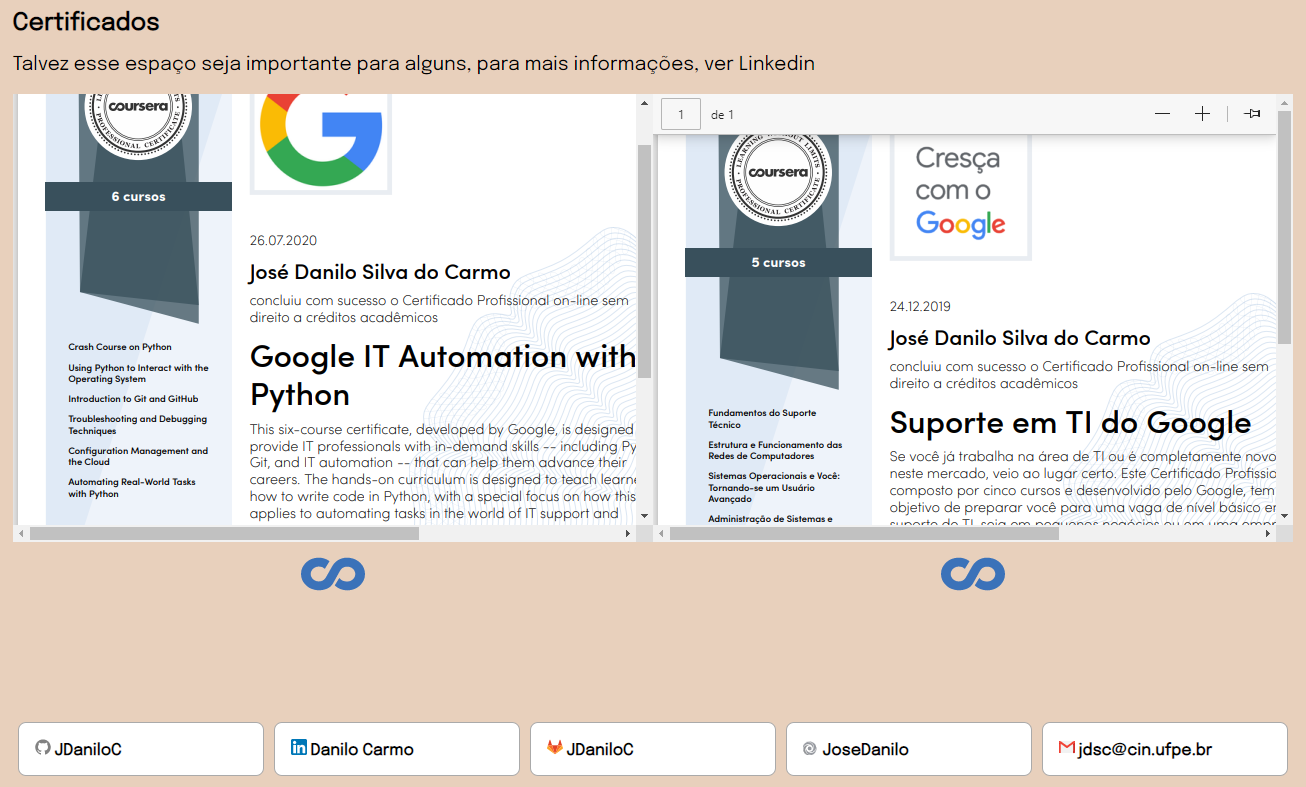 Certificados
Talvez esse espaço seja importante para alguns, para mais informações, ver Linkedin
coursera
PROFESSIONAL CERTIFICATE
6 cursos
26.07.2020
José Danilo Silva do Carmo
concluiu com sucesso o Certificado Profissional on-line sem
direito a créditos acadêmicos
Google IT Automation with
Python
This six-course certificate, developed by Google, is designed
provide IT professionals with in-demand skills -- including Py
Git, and IT automation -- that can help them advance their
careers. The hands-on curriculum is designed to teach learne
how to write code in Python, with a special focus on how this
applies to automating tasks in the world of IT support and
Crash Course on Python
Using Python to Interact with the
Operating System
Introduction to Git and GitHub
Troubleshooting and Debugging
Techniques
Configuration Management and
the Cloud
Automating Real-World Tasks
with Python
1 de 1
LEARNING WITHOUT LIMITS
coursera
PROFESSIONAL CERTIFICATE
5 cursos
Cresça
com o
Google
24.12.2019
José Danilo Silva do Carmo
concluiu com sucesso o Certificado Profissional on-line sem
direito a créditos acadêmicos
Suporte em TI do Google
Se você já trabalha na área de TI ou é completamente novo
neste mercado, veio ao lugar certo. Este Certificado Profissio
composto por cinco cursos e desenvolvido pelo Google, tem
objetivo de preparar você para uma vaga de nível básico e
suporte de TI, seja em pequenos negócios ou em uma empr
Fundamentos do Suporte
Técnico
Estrutura e Funcionamento das
Redes de Computadores
Sistemas Operacionais e Você:
Tornando-se um Usuário
Avançado
Administração de Sistemas e
JDaniloC
Danilo Carmo
JDaniloC
JoseDanilo
jdsc@cin.ufpe.br